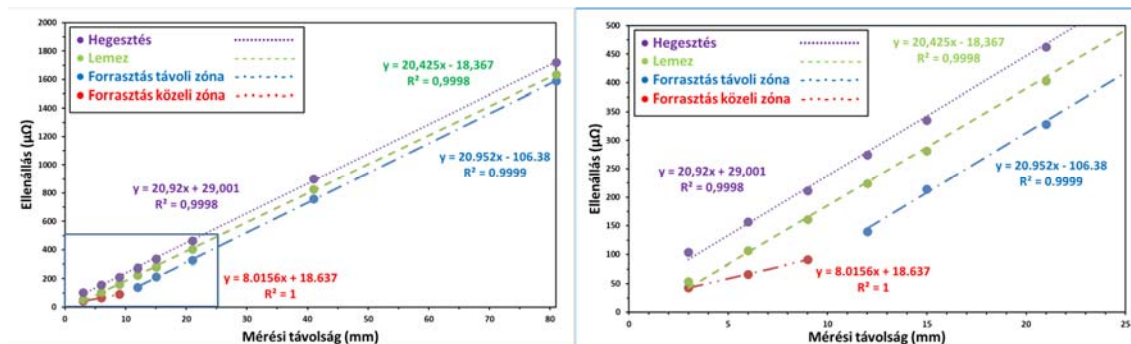 2000
1800
1600
1400
1200
1000
800
600
400
200
0
Ellenállás (µΩ)
Hegesztés
Lemez
Forrasztás távoli zóna
Forrasztás közeli zóna
y = 20,425x - 18,367
R² = 0,9998
y = 20.952x - 106.38
R² = 0.9999
y = 20,92x + 29,001
R² = 0,9998
y = 8.0156x + 18.637
R² = 1
0 10 20 30 40 50 60 70 80
Mérési távolság (mm)
500
450
400
350
300
250
200
150
100
50
0
Ellenállás (µΩ)
Hegesztés
Lemez
Forrasztás távoli zóna
Forrasztás közeli zóna
y = 20,425x - 18,367
R² = 0,9998
y = 20,92x + 29,001
R² = 0,9998
y = 20.952x - 106.38
R² = 0.9999
y = 8.0156x + 18.637
R² = 1
0 5 10 15 20 25
Mérési távolság (mm)